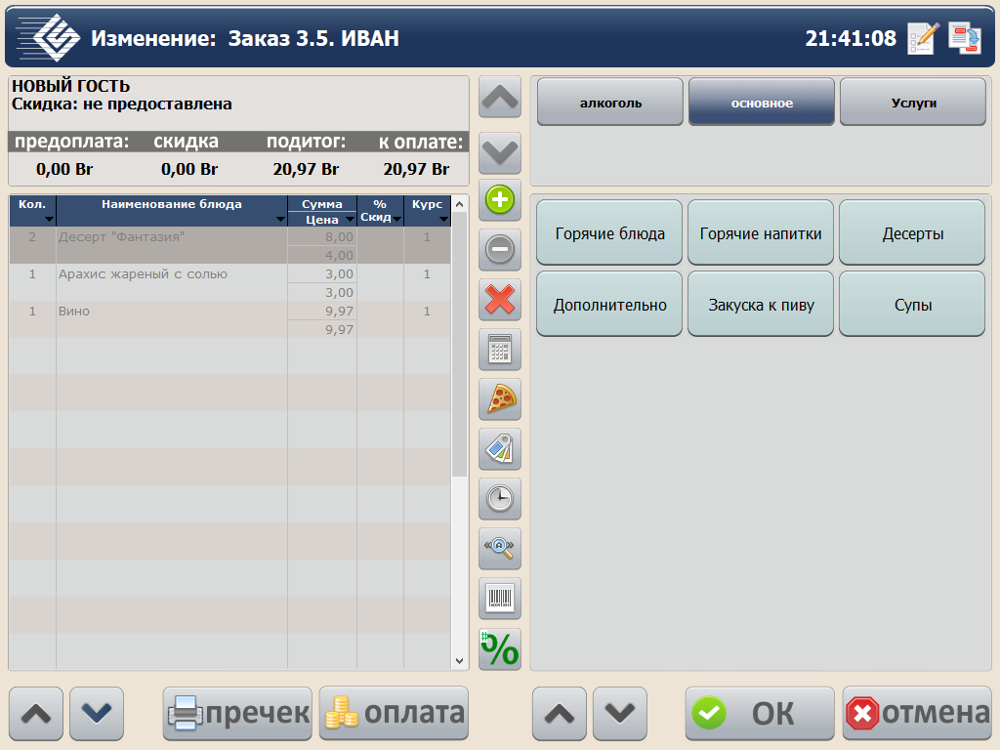 Изменение: Заказ 3.5. ИВАН
21:41:08
НОВЫЙ ГОСТЬ
Скидка: не предоставлена
предоплата: скидка подитог: к оплате:
0,00 Br 0,00 Br 20,97 Br 20,97 Br
алкоголь основное Услуги
Кол. Наименование блюда Сумма Цена % Скид Курс
2 Десерт "Фантазия" 8,00 1
4,00
1 Арахис жареный с солью 3,00 1
3,00
1 Вино 9,97 1
9,97
Горячие блюда Горячие напитки Десерты
Дополнительно Закуска к пиву Супы
#%
пречек оплата ОК отмена